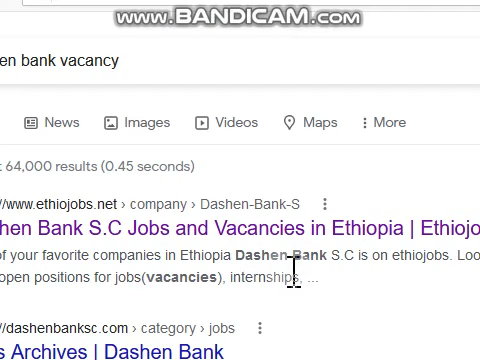 www.BANDICAM.com
en bank vacancy
News Images Videos Maps More
64,000 results (0.45 seconds)
//www.ethiojobs.net › company › Dashen-Bank-S
hen Bank S.C Jobs and Vacancies in Ethiopia | Ethiojo
of your favorite companies in Ethiopia Dashen Bank S.C is on ethiojobs. Loo
open positions for jobs(vacancies), internships, ...
//dashenbanksc.com › category › jobs
s Archives | Dashen Bank